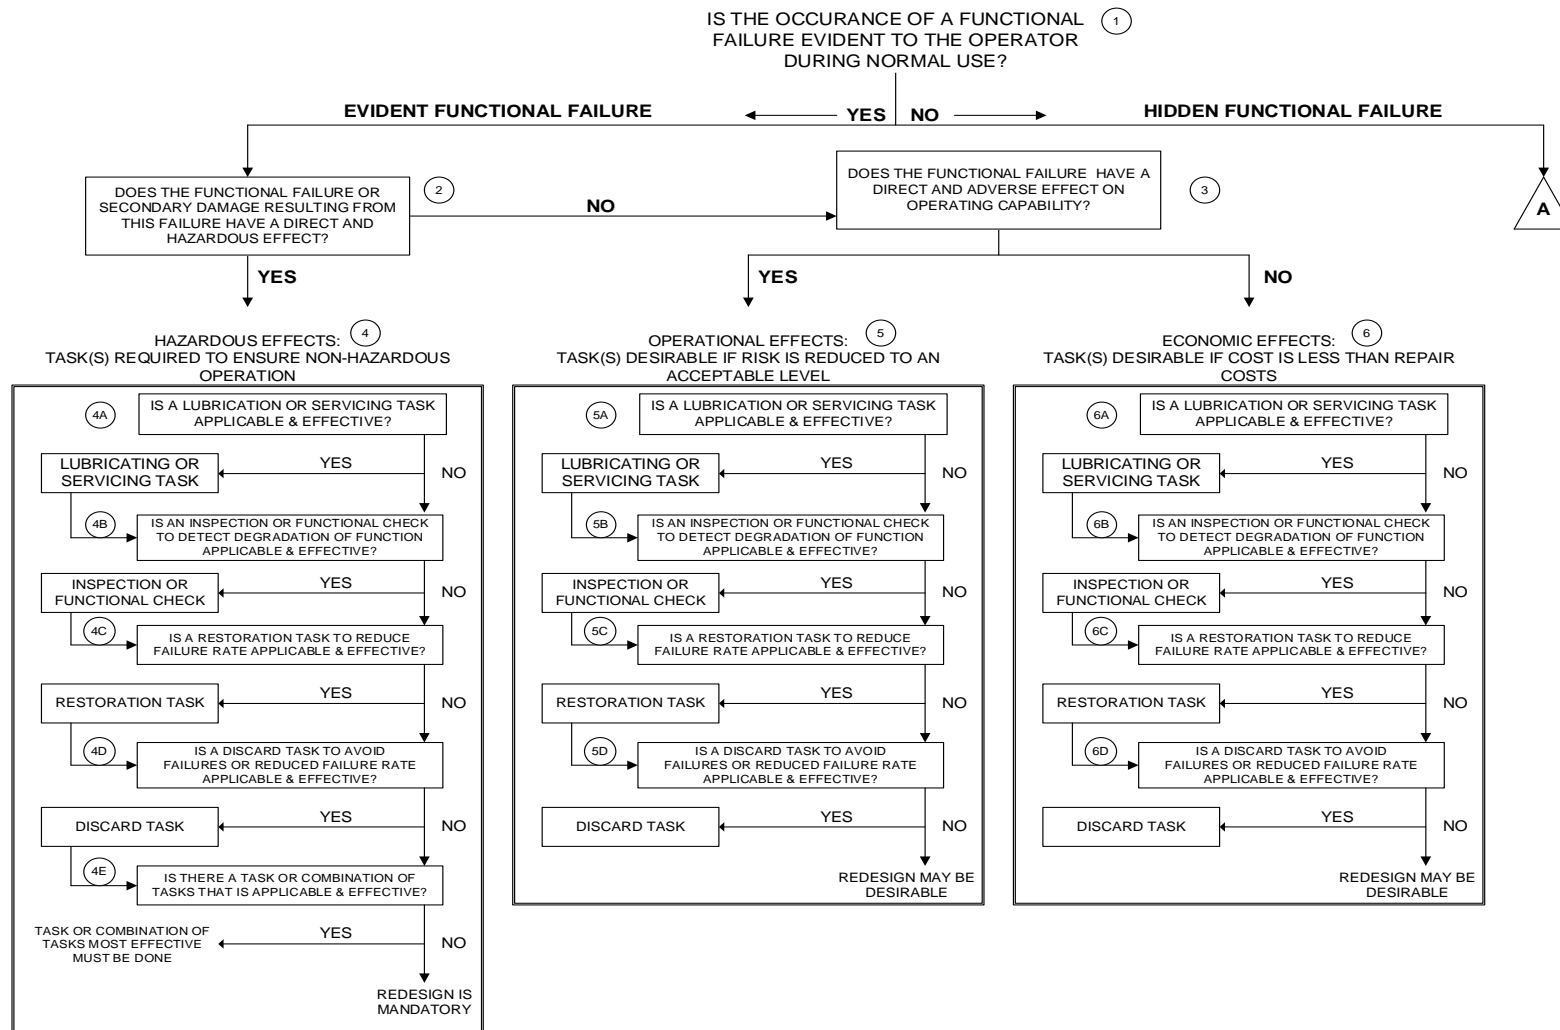 IS THE OCCURANCE OF A FUNCTIONAL
FAILURE EVIDENT TO THE OPERATOR
DURING NORMAL USE?
1
EVIDENT FUNCTIONAL FAILURE
YES
NO
HIDDEN FUNCTIONAL FAILURE
DOES THE FUNCTIONAL FAILURE OR
SECONDARY DAMAGE RESULTING FROM
THIS FAILURE HAVE A DIRECT AND
HAZARDOUS EFFECT?
2
NO
DOES THE FUNCTIONAL FAILURE HAVE A
DIRECT AND ADVERSE EFFECT ON
OPERATING CAPABILITY?
3
A
YES
YES
NO
HAZARDOUS EFFECTS:
4
TASK(S) REQUIRED TO ENSURE NON-HAZARDOUS
OPERATION
4A
IS A LUBRICATION OR SERVICING TASK
APPLICABLE & EFFECTIVE?
LUBRICATING OR
SERVICING TASK
YES
NO
4B
IS AN INSPECTION OR FUNCTIONAL CHECK
TO DETECT DEGRADATION OF FUNCTION
APPLICABLE & EFFECTIVE?
INSPECTION OR
FUNCTIONAL CHECK
YES
NO
4C
IS A RESTORATION TASK TO REDUCE
FAILURE RATE APPLICABLE & EFFECTIVE?
RESTORATION TASK
YES
NO
4D
IS A DISCARD TASK TO AVOID
FAILURES OR REDUCED FAILURE RATE
APPLICABLE & EFFECTIVE?
DISCARD TASK
YES
NO
4E
IS THERE A TASK OR COMBINATION OF
TASKS THAT IS APPLICABLE & EFFECTIVE?
TASK OR COMBINATION OF
TASKS MOST EFFECTIVE
MUST BE DONE
YES
NO
REDESIGN IS
MANDATORY
OPERATIONAL EFFECTS:
5
TASK(S) DESIRABLE IF RISK IS REDUCED TO AN
ACCEPTABLE LEVEL
5A
IS A LUBRICATION OR SERVICING TASK
APPLICABLE & EFFECTIVE?
LUBRICATING OR
SERVICING TASK
YES
NO
5B
IS AN INSPECTION OR FUNCTIONAL CHECK
TO DETECT DEGRADATION OF FUNCTION
APPLICABLE & EFFECTIVE?
INSPECTION OR
FUNCTIONAL CHECK
YES
NO
5C
IS A RESTORATION TASK TO REDUCE
FAILURE RATE APPLICABLE & EFFECTIVE?
RESTORATION TASK
YES
NO
5D
IS A DISCARD TASK TO AVOID
FAILURES OR REDUCED FAILURE RATE
APPLICABLE & EFFECTIVE?
DISCARD TASK
YES
NO
REDESIGN MAY BE
DESIRABLE
ECONOMIC EFFECTS:
6
TASK(S) DESIRABLE IF COST IS LESS THAN REPAIR
COSTS
6A
IS A LUBRICATION OR SERVICING TASK
APPLICABLE & EFFECTIVE?
LUBRICATING OR
SERVICING TASK
YES
NO
6B
IS AN INSPECTION OR FUNCTIONAL CHECK
TO DETECT DEGRADATION OF FUNCTION
APPLICABLE & EFFECTIVE?
INSPECTION OR
FUNCTIONAL CHECK
YES
NO
6C
IS A RESTORATION TASK TO REDUCE
FAILURE RATE APPLICABLE & EFFECTIVE?
RESTORATION TASK
YES
NO
6D
IS A DISCARD TASK TO AVOID
FAILURES OR REDUCED FAILURE RATE
APPLICABLE & EFFECTIVE?
DISCARD TASK
YES
NO
REDESIGN MAY BE
DESIRABLE